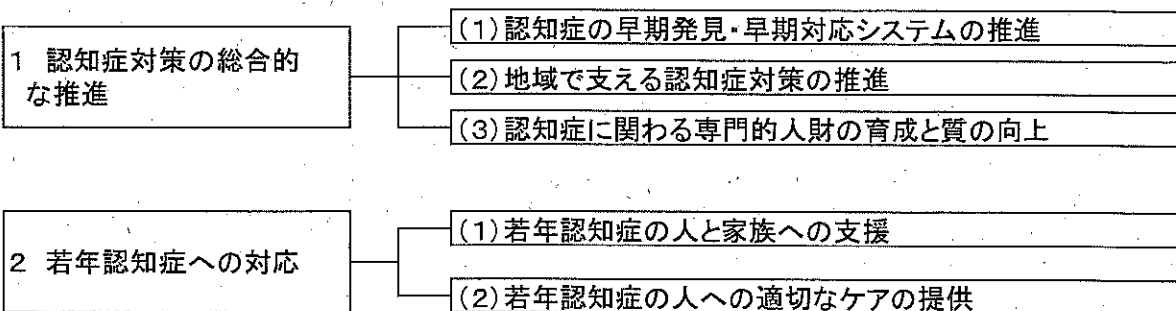 1 認知症対策の総合的
な推進
(1)認知症の早期発見・早期対応システムの推進
(2)地域で支える認知症対策の推進
(3)認知症に関わる専門的人財の育成と質の向上
2 若年認知症への対応
(1)若年認知症の人と家族への支援
(2)若年認知症の人への適切なケアの提供